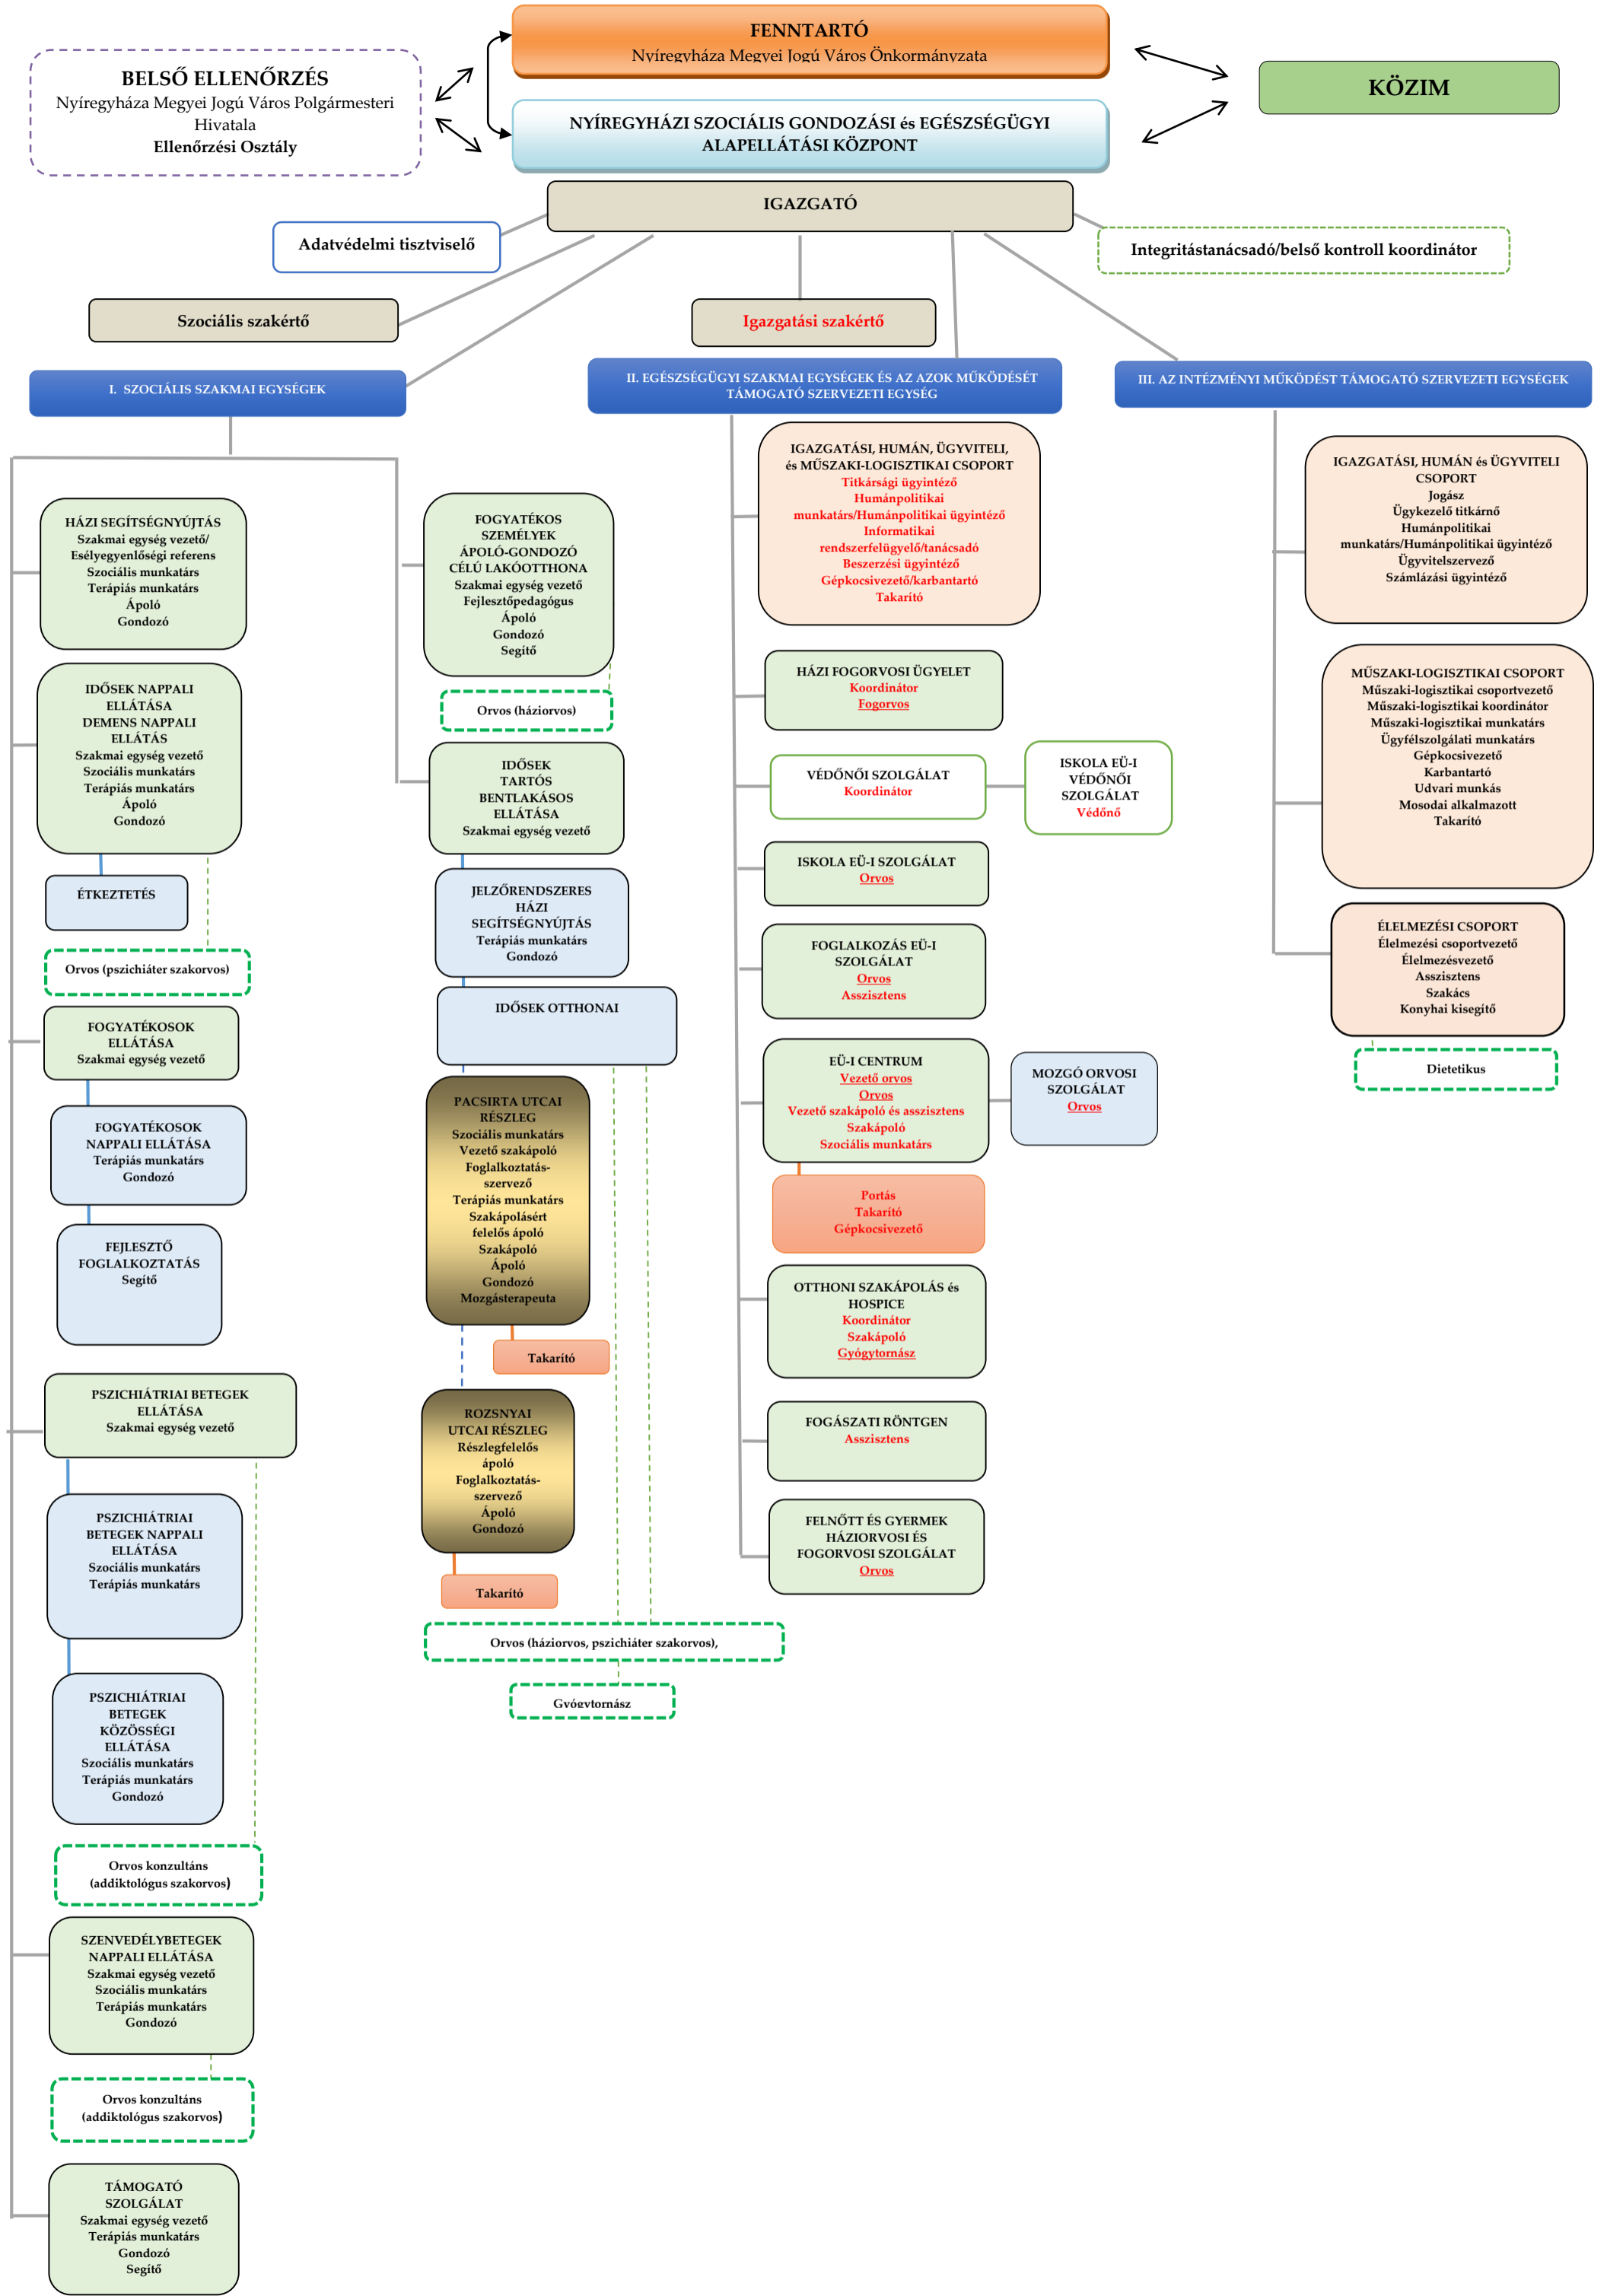 FENNTARTÓ
Nyíregyháza Megyei Jogú Város Önkormányzata
BELSŐ ELLENŐRZÉS
Nyíregyháza Megyei Jogú Város Polgármesteri
Hivatala
Ellenőrzési Osztály
KÖZIM
NYÍREGYHÁZI SZOCIÁLIS GONDOZÁSI és EGÉSZSÉGÜGYI
ALAPELLÁTÁSI KÖZPONT
IGAZGATÓ
Adatvédelmi tisztviselő
Integritástanácsadó/belső kontroll koordinátor
Szociális szakértő
Igazgatási szakértő
I. SZOCIÁLIS SZAKMAI EGYSÉGEK
II. EGÉSZSÉGÜGYI SZAKMAI EGYSÉGEK ÉS AZ AZOK MŰKÖDÉSÉT
TÁMOGATÓ SZERVEZETI EGYSÉG
III. AZ INTÉZMÉNYI MŰKÖDÉST TÁMOGATÓ SZERVEZETI EGYSÉGEK
HÁZI SEGÍTSÉGNYÚJTÁS
Szakmai egység vezető/
Esélyegyenlőségi referens
Szociális munkatárs
Terápiás munkatárs
Ápoló
Gondozó
IDŐSEK NAPPALI
ELLÁTÁSA
DEMENS NAPPALI
ELLÁTÁS
Szakmai egység vezető
Szociális munkatárs
Terápiás munkatárs
Ápoló
Gondozó
ÉTKEZTETÉS
Orvos (pszichiáter szakorvos)
FOGYATÉKOSOK
ELLÁTÁSA
Szakmai egység vezető
FOGYATÉKOSOK
NAPPALI ELLÁTÁSA
Terápiás munkatárs
Gondozó
FEJLESZTŐ
FOGLALKOZTATÁS
Segítő
PSZICHIÁTRIAI BETEGEK
ELLÁTÁSA
Szakmai egység vezető
PSZICHIÁTRIAI
BETEGEK NAPPALI
ELLÁTÁSA
Szociális munkatárs
Terápiás munkatárs
PSZICHIÁTRIAI
BETEGEK
KÖZÖSSÉGI
ELLÁTÁSA
Szociális munkatárs
Terápiás munkatárs
Gondozó
Orvos konzultáns
(addiktológus szakorvos)
SZENVEDÉLYBETEGEK
NAPPALI ELLÁTÁSA
Szakmai egység vezető
Szociális munkatárs
Terápiás munkatárs
Gondozó
Orvos konzultáns
(addiktológus szakorvos)
TÁMOGATÓ
SZOLGÁLAT
Szakmai egység vezető
Terápiás munkatárs
Gondozó
Segítő
FOGYATÉKOS
SZEMÉLYEK
ÁPOLÓ-GONDOZÓ
CÉLÚ LAKÓOTTHONA
Szakmai egység vezető
Fejlesztőpedagógus
Ápoló
Gondozó
Segítő
Orvos (háziorvos)
IDŐSEK
TARTÓS
BENTLAKÁSOS
ELLÁTÁSA
Szakmai egység vezető
JELZŐRENDSZERES
HÁZI
SEGÍTSÉGNYÚJTÁS
Terápiás munkatárs
Gondozó
IDŐSEK OTTHONAI
PACSIRTA UTCAI
RÉSZLEG
Szociális munkatárs
Vezető szakápoló
Foglalkoztatás-
szervező
Terápiás munkatárs
Szakápolásért
felelős ápoló
Szakápoló
Ápoló
Gondozó
Mozgásterapeuta
Takarító
ROZSNYAI
UTCAI RÉSZLEG
Részlegfelelős
ápoló
Foglalkoztatás-
szervező
Ápoló
Gondozó
Takarító
Orvos (háziorvos, pszichiáter szakorvos),
Gyógytornász
IGAZGATÁSI, HUMÁN, ÜGYVITELI,
és MŰSZAKI-LOGISZTIKAI CSOPORT
Titkársági ügyintéző
Humánpolitikai
munkatárs/Humánpolitikai ügyintéző
Informatikai
rendszerfelügyelő/tanácsadó
Beszerzési ügyintéző
Gépkocsivezető/karbantartó
Takarító
HÁZI FOGORVOSI ÜGYELET
Koordinátor
Fogorvos
VÉDŐNŐI SZOLGÁLAT
Koordinátor
ISKOLA EÜ-I
VÉDŐNŐI
SZOLGÁLAT
Védőnő
ISKOLA EÜ-I SZOLGÁLAT
Orvos
FOGLALKOZÁS EÜ-I
SZOLGÁLAT
Orvos
Asszisztens
EÜ-I CENTRUM
Vezető orvos
Orvos
Vezető szakápoló és asszisztens
Szakápoló
Szociális munkatárs
MOZGÓ ORVOSI
SZOLGÁLAT
Orvos
Portás
Takarító
Gépkocsivezető
OTTHONI SZAKÁPOLÁS és
HOSPICE
Koordinátor
Szakápoló
Gyógytornász
FOGÁSZATI RÖNTGEN
Asszisztens
FELNŐTT ÉS GYERMEK
HÁZIORVOSI ÉS
FOGORVOSI SZOLGÁLAT
Orvos
IGAZGATÁSI, HUMÁN és ÜGYVITELI
CSOPORT
Jogász
Ügykezelő titkárnő
Humánpolitikai
munkatárs/Humánpolitikai ügyintéző
Ügyvitelszervező
Számlázási ügyintéző
MŰSZAKI-LOGISZTIKAI CSOPORT
Műszaki-logisztikai csoportvezető
Műszaki-logisztikai koordinátor
Műszaki-logisztikai munkatárs
Ügyfélszolgálati munkatárs
Gépkocsivezető
Karbantartó
Udvari munkás
Mosodai alkalmazott
Takarító
ÉLELMEZÉSI CSOPORT
Élelmezési csoportvezető
Élelmezésvezető
Asszisztens
Szakács
Konyhai kisegítő
Dietetikus